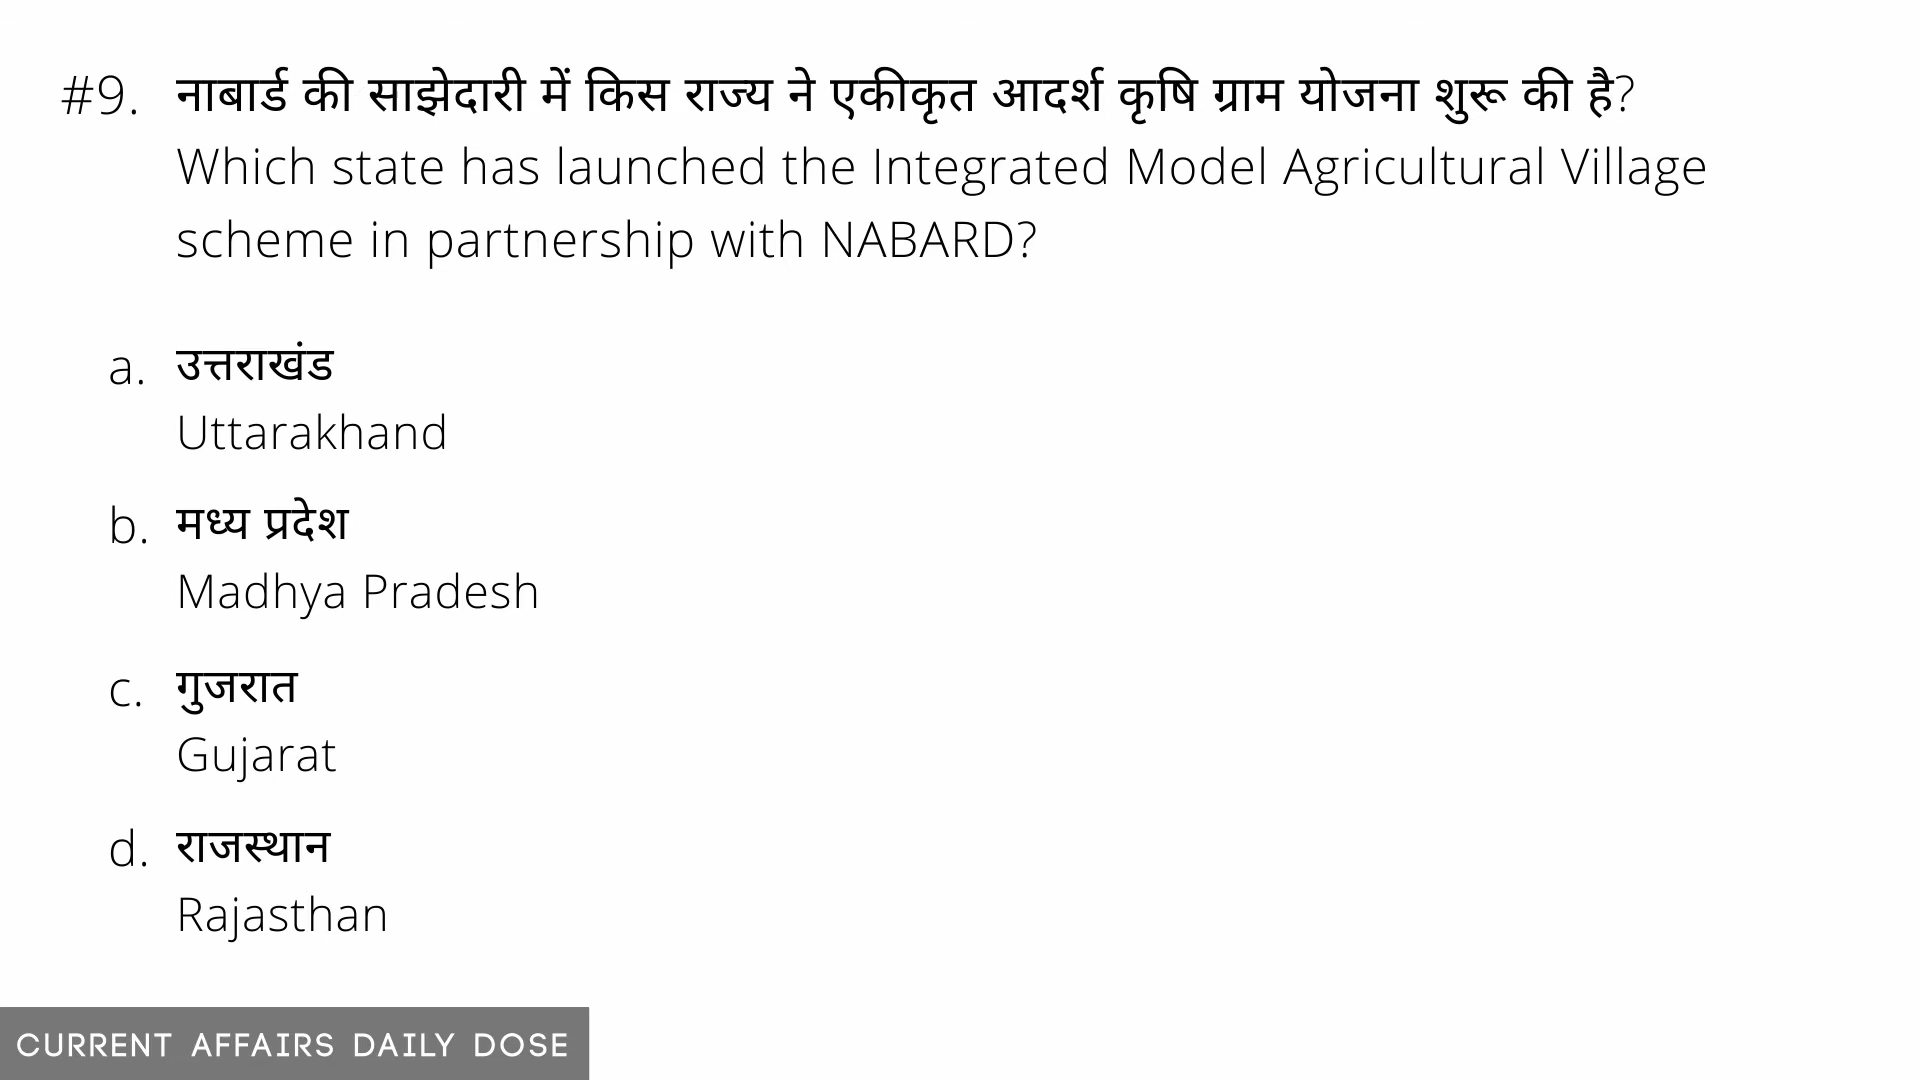 #9. नाबार्ड की साझेदारी में किस राज्य ने एकीकृत आदर्श कृषि ग्राम योजना शुरू की है?
Which state has launched the Integrated Model Agricultural Village
scheme in partnership with NABARD?
a. उत्तराखंड
Uttarakhand
b. मध्य प्रदेश
Madhya Pradesh
c. गुजरात
Gujarat
d. राजस्थान
Rajasthan
CURRENT AFFAIRS DAILY DOSE